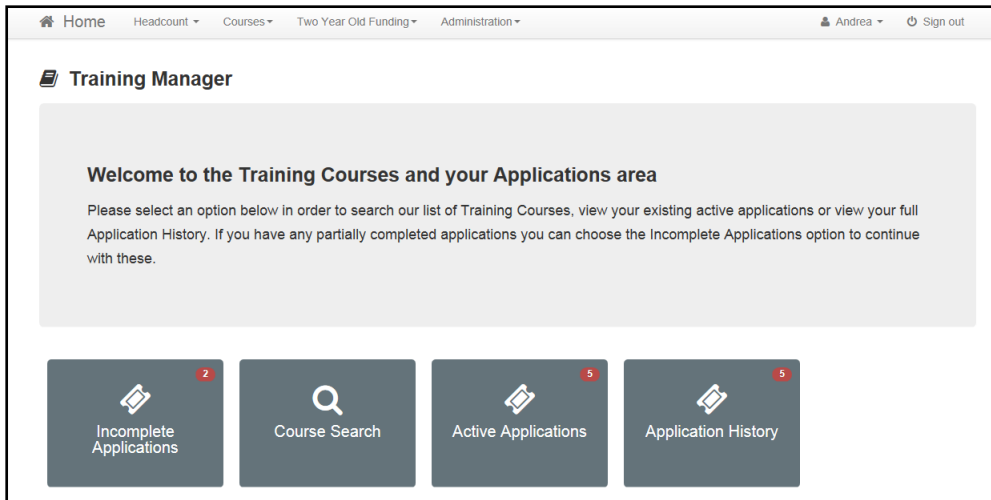 Home Headcount Courses Two Year Old Funding Administration Andrea Sign out
Training Manager
Welcome to the Training Courses and your Applications area
Please select an option below in order to search our list of Training Courses, view your existing active applications or view your full
Application History. If you have any partially completed applications you can choose the Incomplete Applications option to continue
with these.
2
Incomplete
Applications
Course Search
5
Active Applications
5
Application History